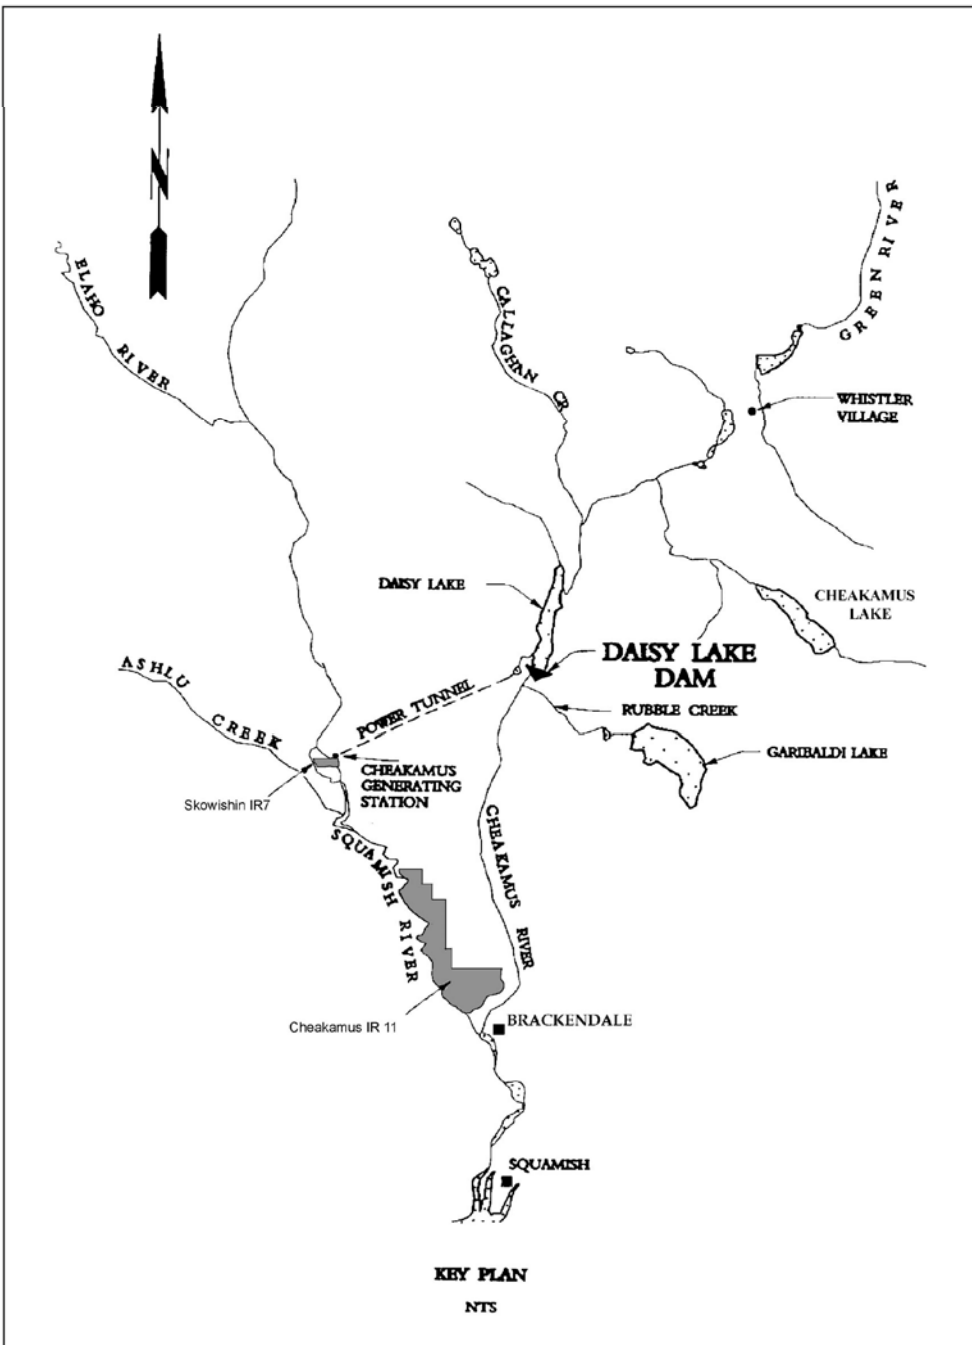 N
ELAHO
RIVER
CALLAGHAN CR
GREEN RIVER
WHISTLER
VILLAGE
DAISY LAKE
CHEAKAMUS
LAKE
DAISY LAKE
DAM
ASHLU
CREEK
POWER TUNNEL
RUBBLE CREEK
GARIBALDI LAKE
CHEAKAMUS
GENERATING
STATION
Skowishin IR7
SQUAMISH
RIVER
CHEAKAMUS
RIVER
Cheakamus IR 11
BRACKENDALE
SQUAMISH
KEY PLAN
NTS